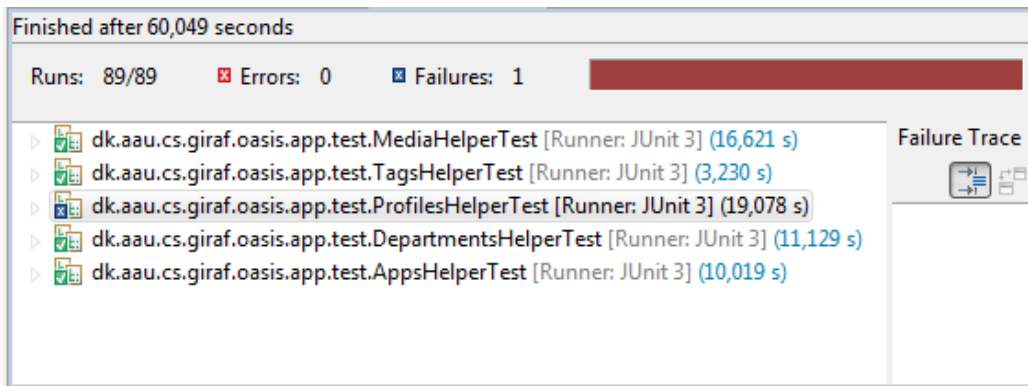 Finished after 60,049 seconds
Runs: 89/89 Errors: 0 Failures: 1
dk.aau.cs.giraf.oasis.app.test.MediaHelperTest [Runner: JUnit 3] (16,621 s)
dk.aau.cs.giraf.oasis.app.test.TagsHelperTest [Runner: JUnit 3] (3,230 s)
dk.aau.cs.giraf.oasis.app.test.ProfilesHelperTest [Runner: JUnit 3] (19,078 s)
dk.aau.cs.giraf.oasis.app.test.DepartmentsHelperTest [Runner: JUnit 3] (11,129 s)
dk.aau.cs.giraf.oasis.app.test.AppsHelperTest [Runner: JUnit 3] (10,019 s)
Failure Trace